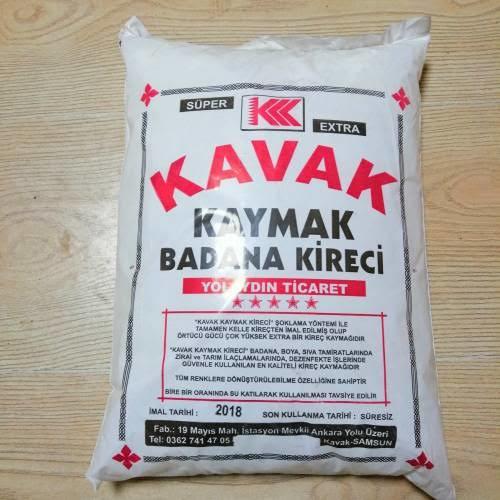 SÜPER
EXTRA
KAVAK
KAYMAK
BADANA KİRECİ
YOLAYDIN TİCARET
"KAVAK KAYMAK KİRECİ" ŞOKLAMA YÖNTEMİ İLE
TAMAMEN KELLE KİREÇTEN İMAL EDİLMİŞ OLUP
ÖRTÜCÜ GÜCÜ ÇOK YÜKSEK EXTRA BİR KİREÇ KAYMAĞIDIR
"KAVAK KAYMAK KİRECİ" BADANA, BOYA, SIVA TAMİRATLARINDA
ZİRAİ ve TARIM İLAÇLAMALARINDA, DEZENFEKTE İŞLERİNDE
GÜVENLE KULLANILAN EN KALİTELİ KİREÇ KAYMAĞIDIR
TÜM RENKLERE DÖNÜŞTÜRÜLEBİLME ÖZELLİĞİNE SAHİPTİR
BİRE BİR ORANINDA SU KATILARAK KULLANILMASI TAVSİYE EDİLİR
İMAL TARİHİ : 2018 SON KULLANMA TARİHİ : SÜRESİZ
Fab.: 19 Mayıs Mah. İstasyon Mevkii Ankara Yolu Üzeri
Tel: 0362 741 47 05 Kavak-SAMSUN